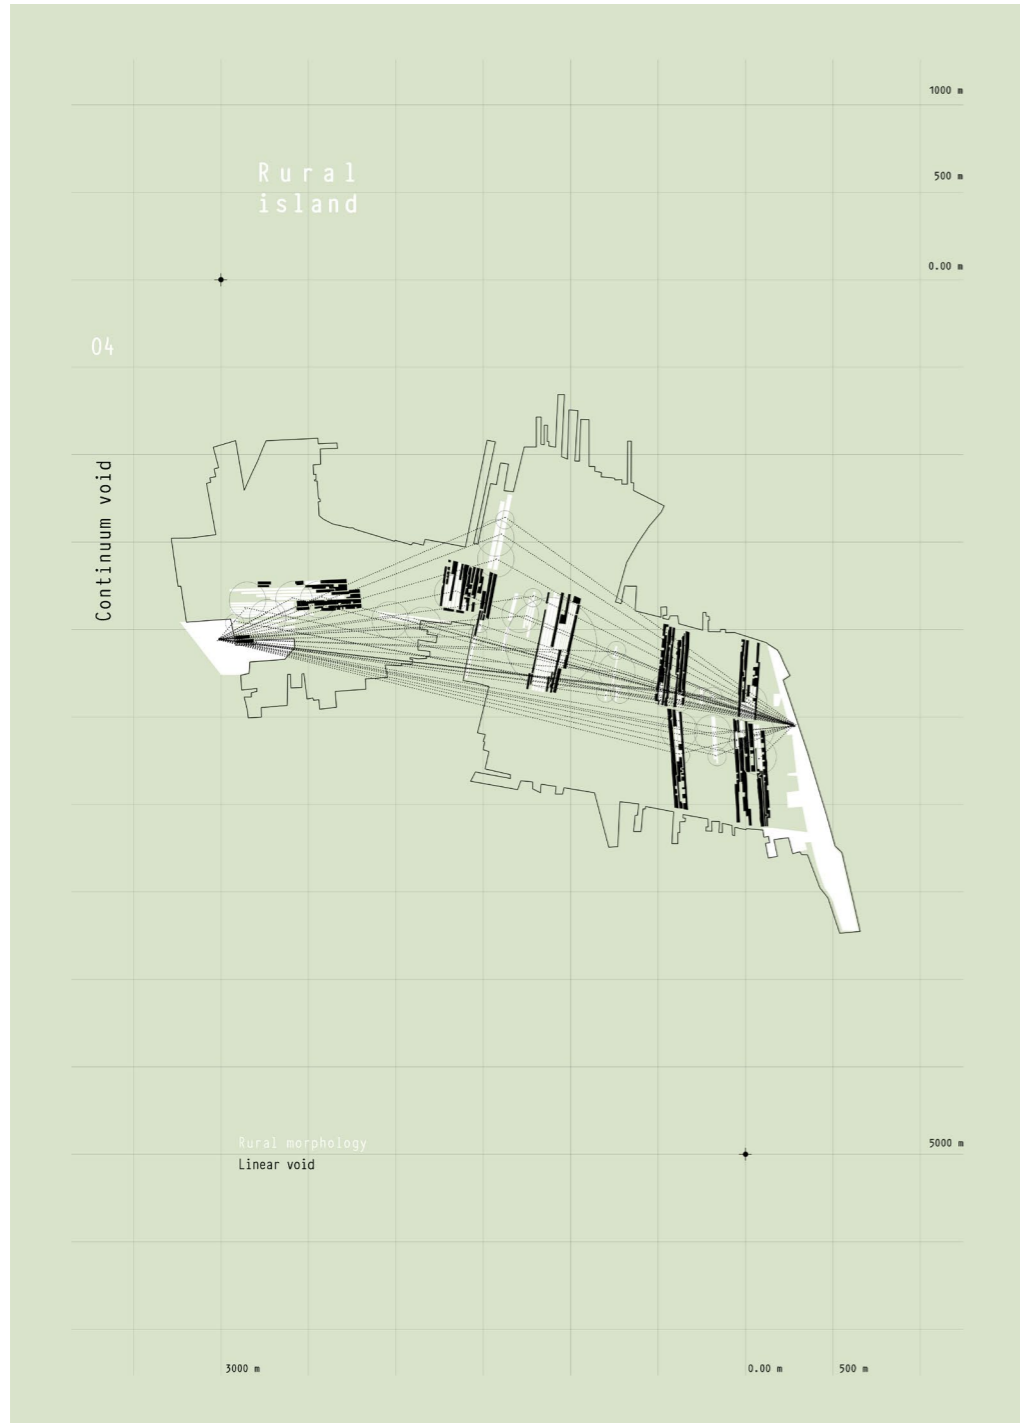 1000 m
Rural
island
500 m
0.00 m
04
Continuum void
Rural morphology
Linear void
5000 m
3000 m
0.00 m
500 m